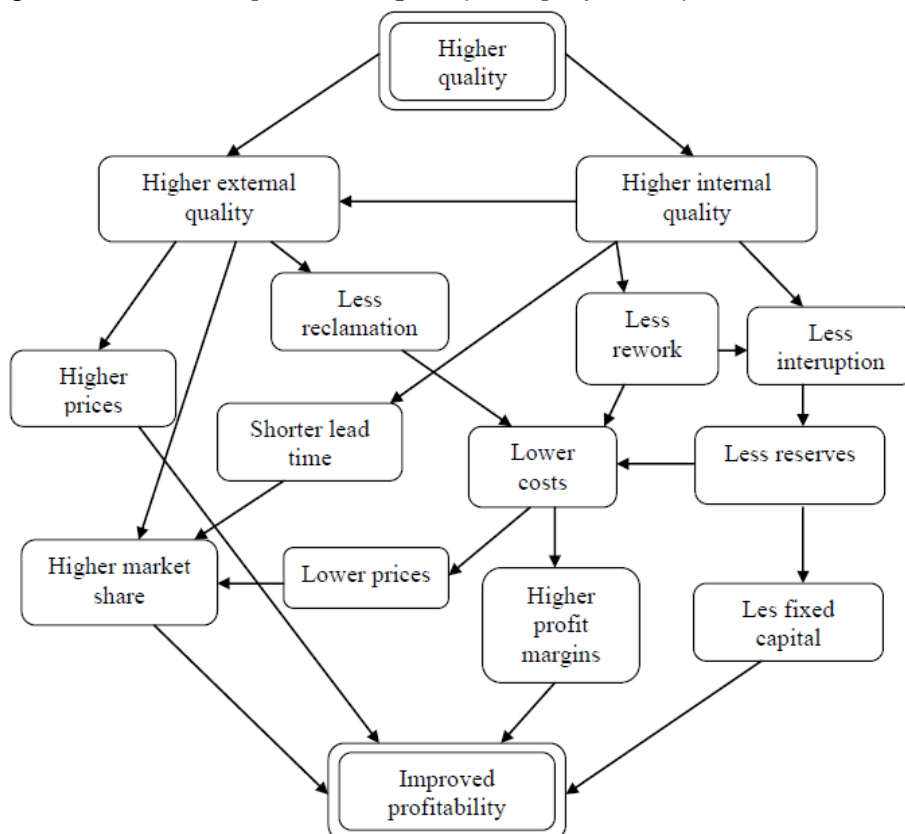 Higher
quality
Higher external
quality
Higher internal
quality
Less
reclamation
Less
rework
Less
interuption
Higher
prices
Shorter lead
time
Lower
costs
Less reserves
Higher market
share
Lower prices
Higher
profit
margins
Les fixed
capital
Improved
profitability